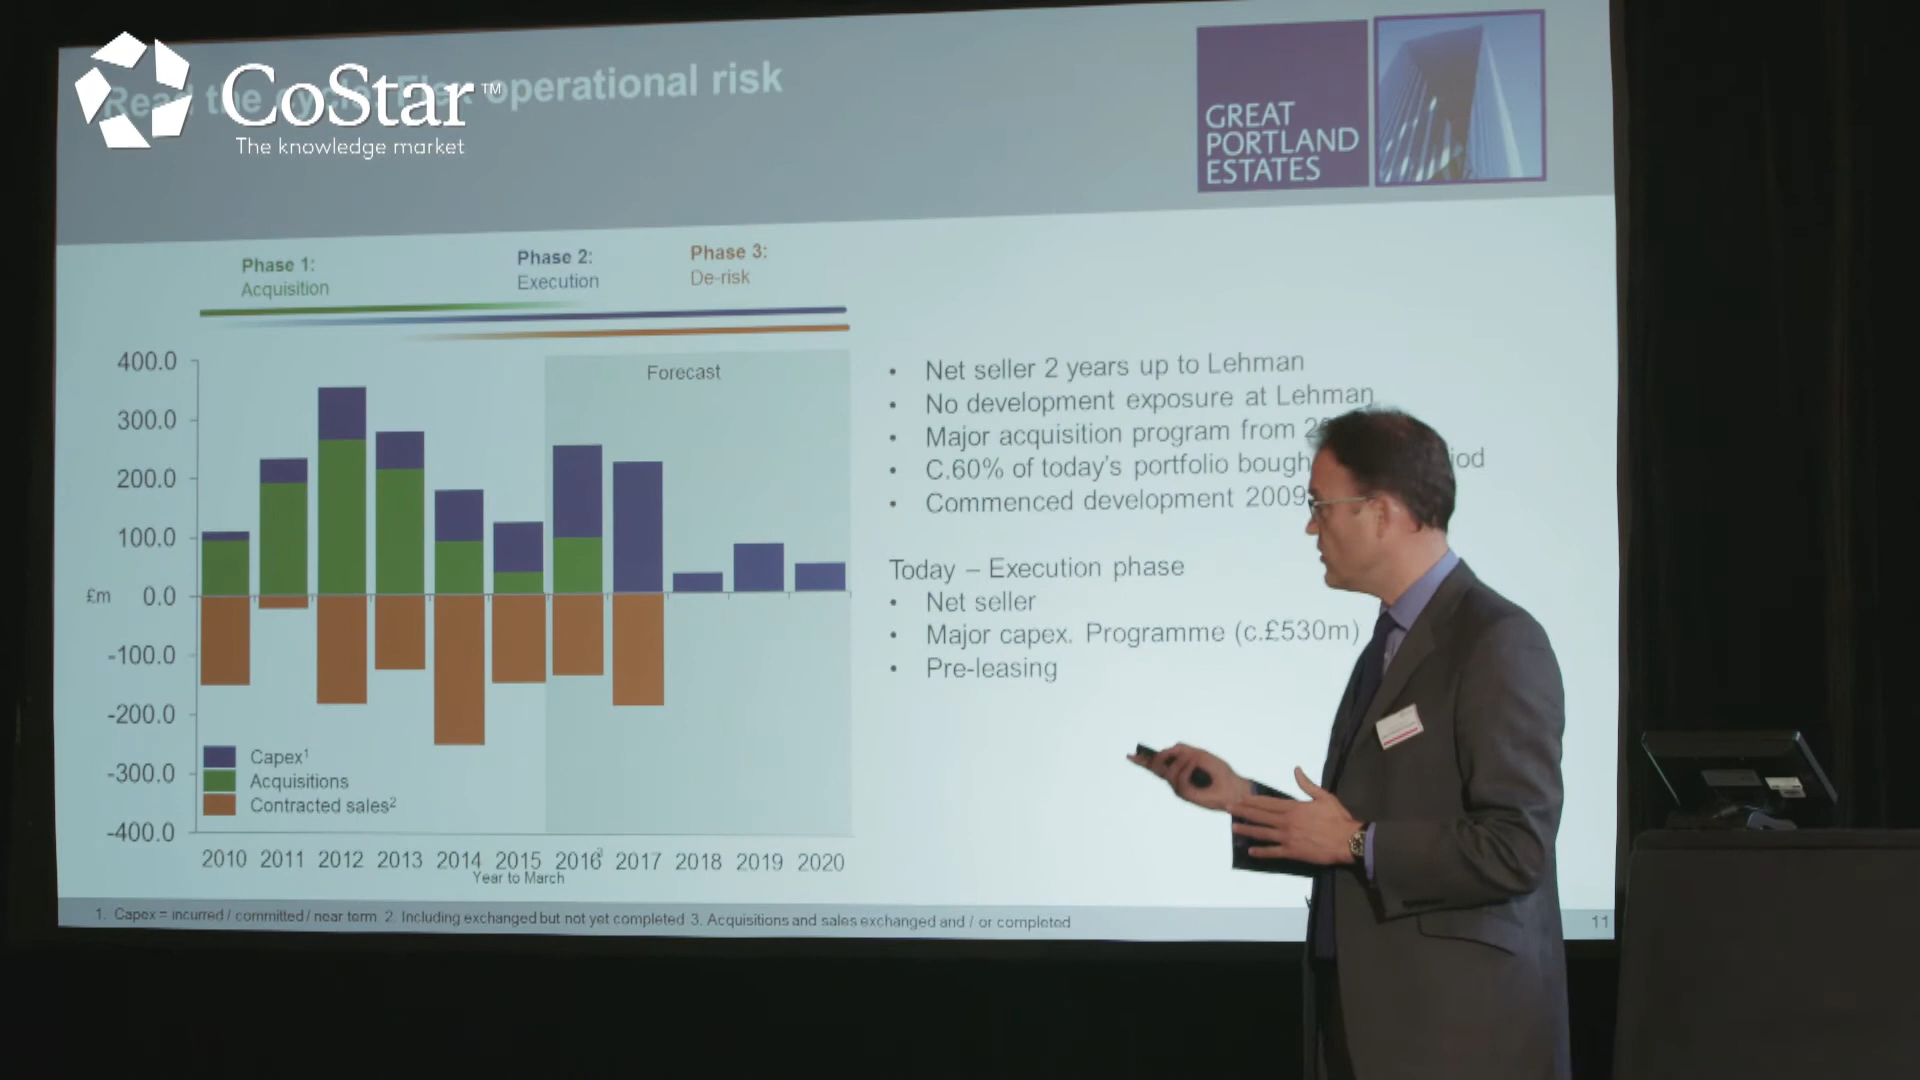 CoStar™
The knowledge market
Read the cycle: Flex operational risk
GREAT
PORTLAND
ESTATES
Phase 1:
Acquisition
Phase 2:
Execution
Phase 3:
De-risk
Forecast
400.0
300.0
200.0
100.0
£m 0.0
-100.0
-200.0
-300.0
-400.0
Capex¹
Acquisitions
Contracted sales²
2010 2011 2012 2013 2014 2015 2016³ 2017 2018 2019 2020
Year to March
• Net seller 2 years up to Lehman
• No development exposure at Lehman
• Major acquisition program from
• C.60% of today's portfolio
• Commenced development 2009
Today – Execution phase
• Net seller
• Major capex. Programme (c.£530m)
• Pre-leasing
1. Capex = incurred / committed / near term 2. Including exchanged but not yet completed 3. Acquisitions and sales exchanged and / or completed
11